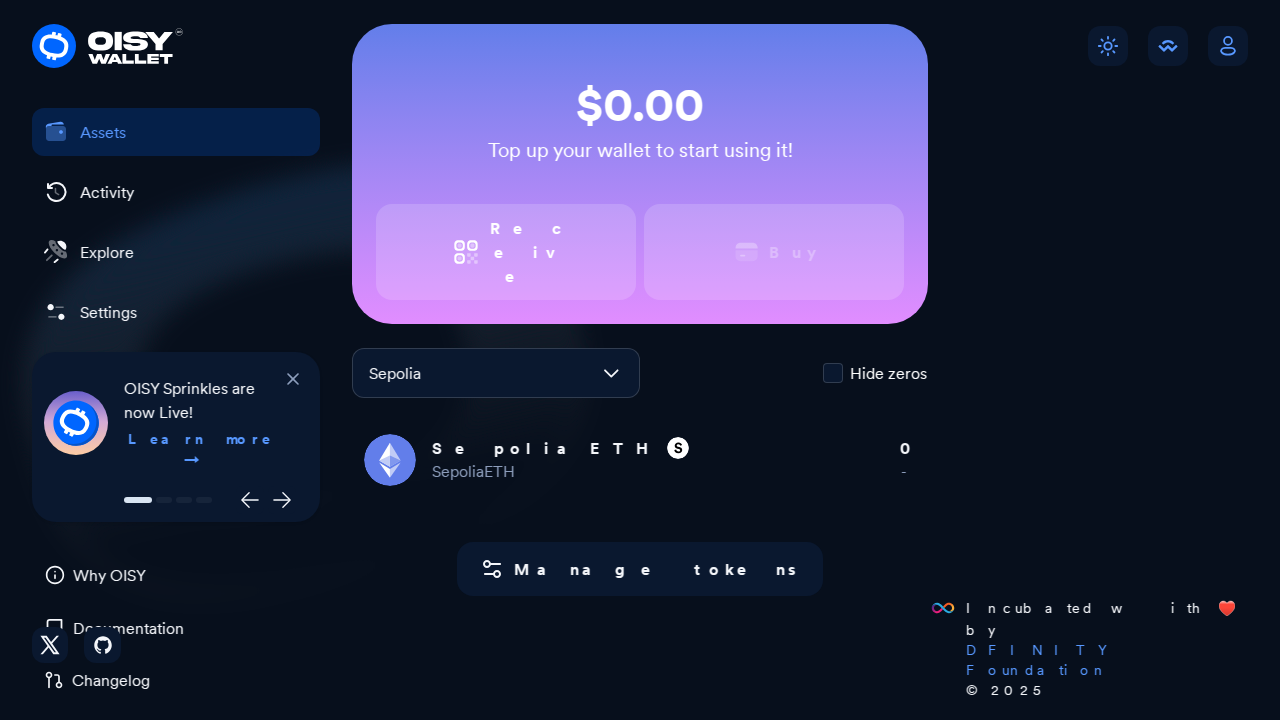 OISY
WALLET
$0.00
Top up your wallet to start using it!
Receive
Buy
Assets
Activity
Explore
Settings
OISY Sprinkles are
now Live!
Learn more
→
Sepolia
Hide zeros
Sepolia ETH S
0
SepoliaETH
-
Manage tokens
Why OISY
Documentation
Changelog
Incubated with ❤️
by
DFINITY
Foundation
© 2025